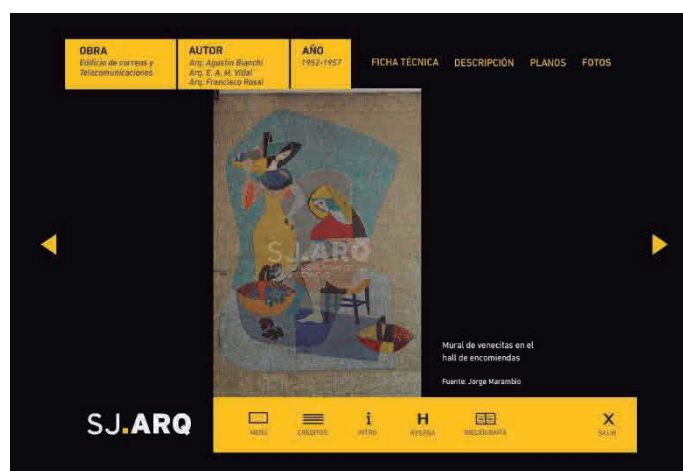 OBRA
Edificio de correos y
Telecomunicaciones
AUTOR
Arq. Agustín Bianchi
Arq. E. A. M. Vidal
Arq. Francisco Rossi
AÑO
1952-1957
FICHA TÉCNICA
DESCRIPCIÓN
PLANOS
FOTOS
SJ.ARQ
Mural de venecitas en el
hall de encomiendas
Fuente: Jorge Marambio
SJ.ARQ
MENÚ
CRÉDITOS
INTRO
RESEÑA
BIBLIOGRAFÍA
X
SALIR